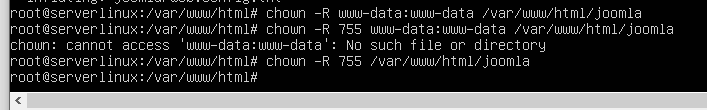 root@serverlinux:/var/www/html# chown -R www-data:www-data /var/www/html/joomla
root@serverlinux:/var/www/html# chown -R 755 www-data:www-data /var/www/html/joomla
chown: cannot access 'www-data:www-data': No such file or directory
root@serverlinux:/var/www/html# chown -R 755 /var/www/html/joomla
root@serverlinux:/var/www/html#